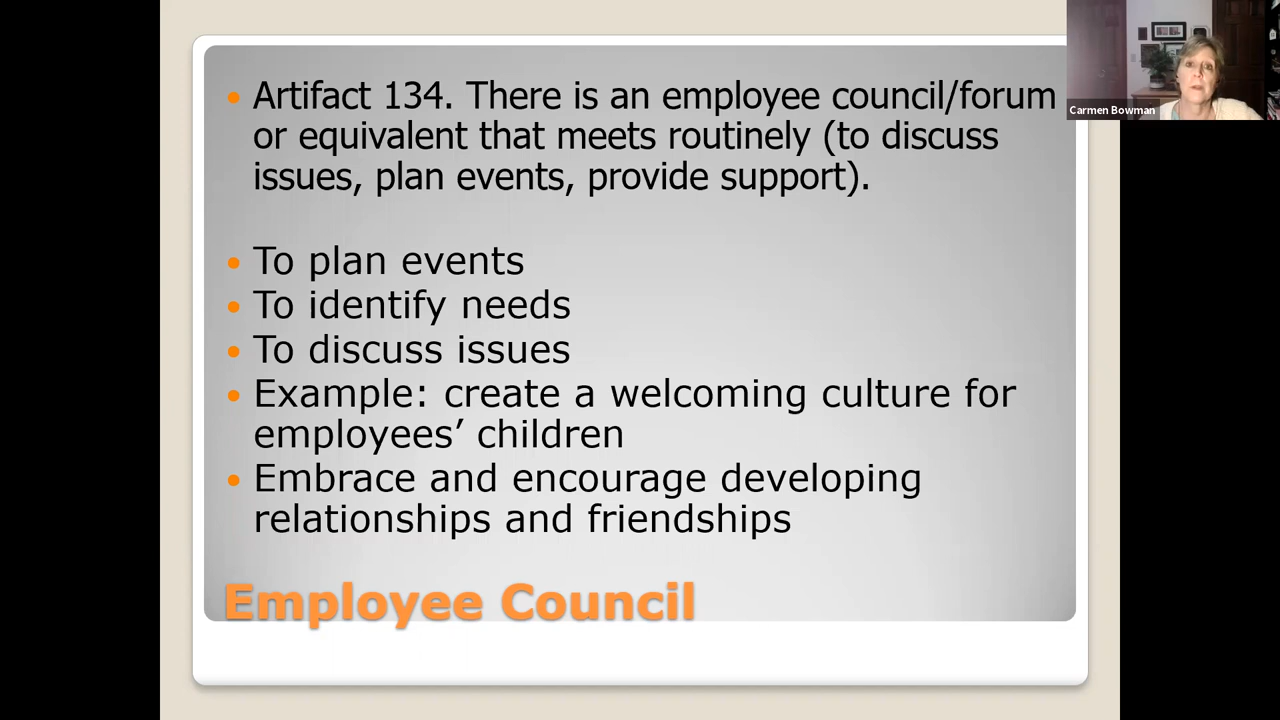 Artifact 134. There is an employee council/forum
or equivalent that meets routinely (to discuss
issues, plan events, provide support).
To plan events
To identify needs
To discuss issues
Example: create a welcoming culture for
employees’ children
Embrace and encourage developing
relationships and friendships
Employee Council
Carmen Bowman